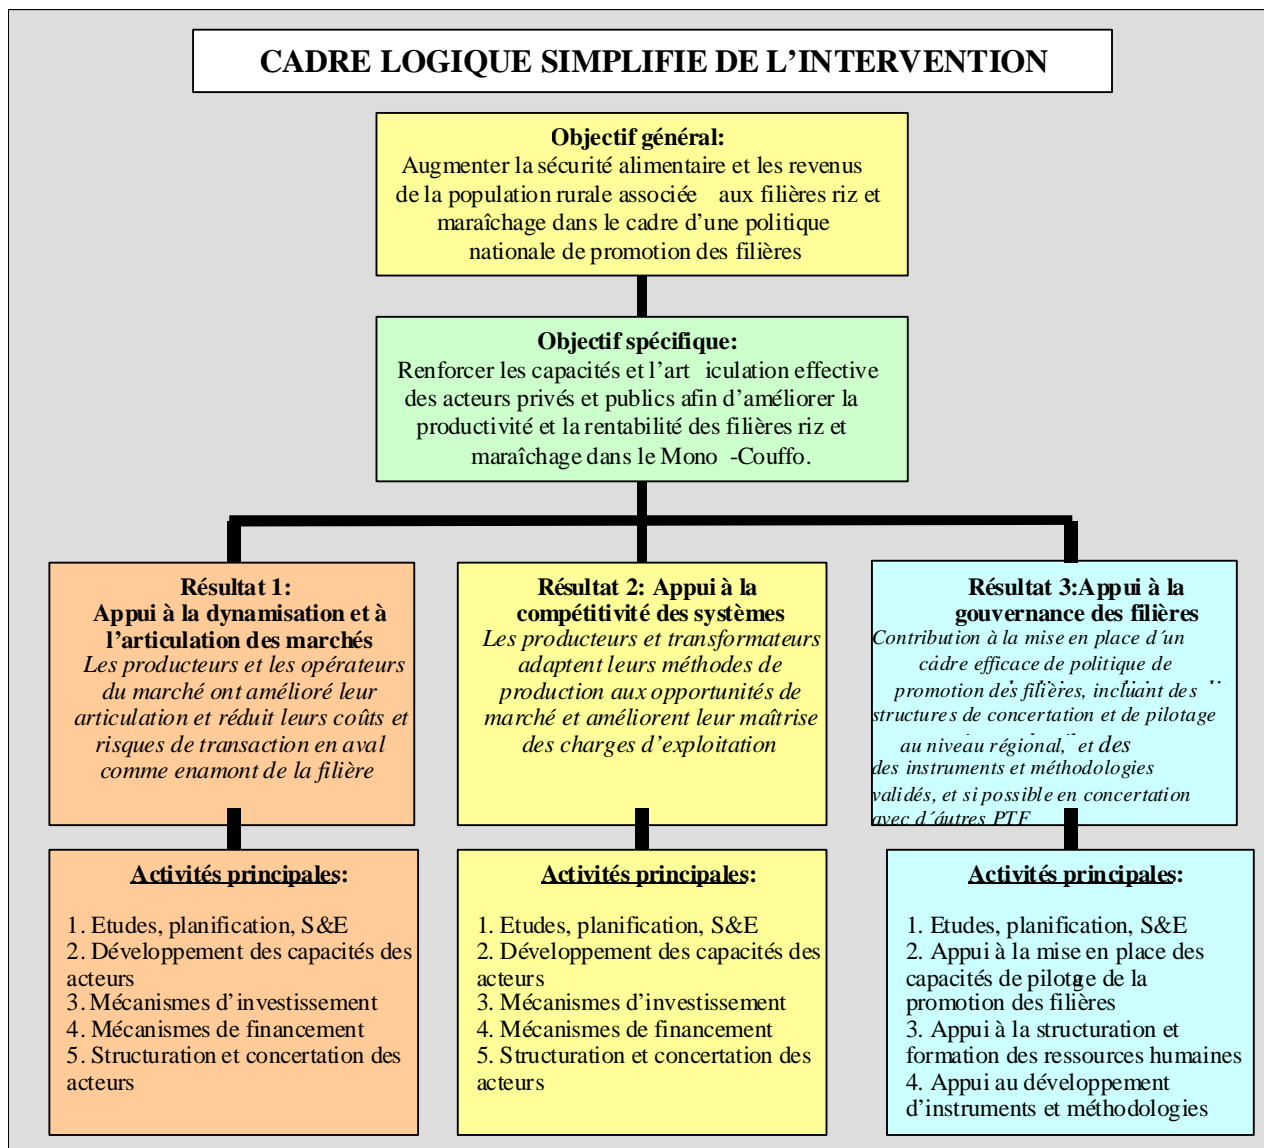 CADRE LOGIQUE SIMPLIFIE DE L’INTERVENTION
Objectif général:
Augmenter la sécurité alimentaire et les revenus
de la population rurale associée aux filières riz et
maraîchage dans le cadre d’une politique
nationale de promotion des filières
Objectif spécifique:
Renforcer les capacités et l’art iculation effective
des acteurs privés et publics afin d’améliorer la
productivité et la rentabilité des filières riz et
maraîchage dans le Mono -Couffo.
Résultat 1:
Appui à la dynamisation et à
l’articulation des marchés
Les producteurs et les opérateurs
du marché ont amélioré leur
articulation et réduit leurs coûts et
risques de transaction en aval
comme enamont de la filière
Résultat 2: Appui à la
compétitivité des systèmes
Les producteurs et transformateurs
adaptent leurs méthodes de
production aux opportunités de
marché et améliorent leur maîtrise
des charges d’exploitation
Résultat 3:Appui à la
gouvernance des filières
Contribution à la mise en place d´un
cadre efficace de politique de
promotion des filières, incluant des
structures de concertation et de pilotage
au niveau régional, et des
des instruments et méthodologies
validés, et si possible en concertation
avec d´áutres PTF
Activités principales:
1. Etudes, planification, S&E
2. Développement des capacités des
acteurs
3. Mécanismes d’investissement
4. Mécanismes de financement
5. Structuration et concertation des
acteurs
Activités principales:
1. Etudes, planification, S&E
2. Développement des capacités des
acteurs
3. Mécanismes d’investissement
4. Mécanismes de financement
5. Structuration et concertation des
acteurs
Activités principales:
1. Etudes, planification, S&E
2. Appui à la mise en place des
capacités de pilotage de la
promotion des filières
3. Appui à la structuration et
formation des ressources humaines
4. Appui au développement
d’instruments et méthodologies